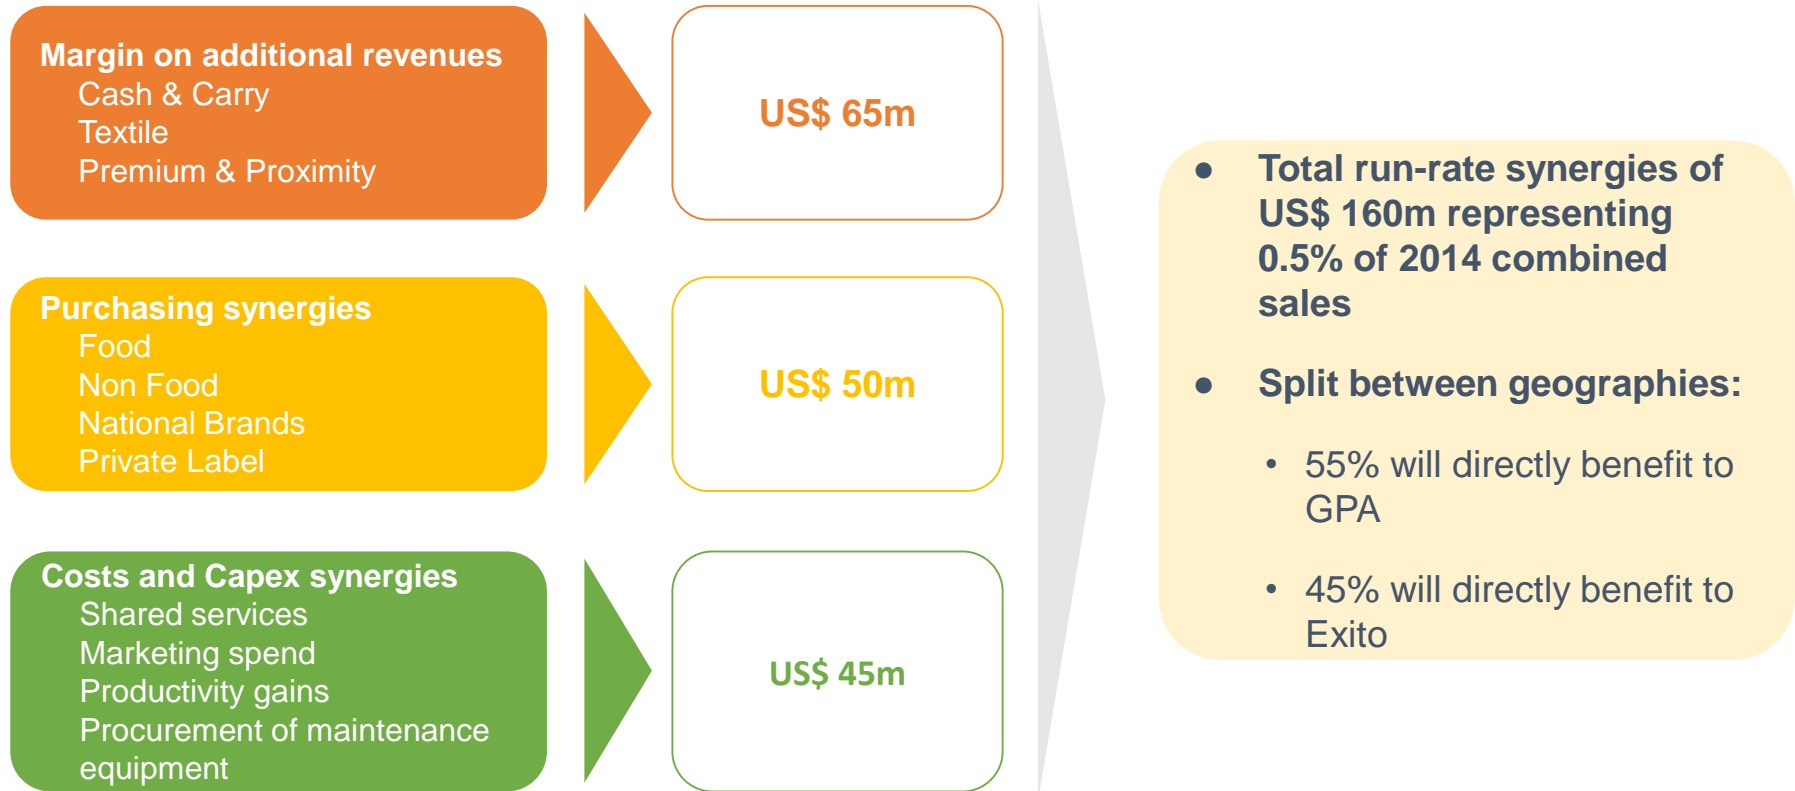 Margin on additional revenues
Cash & Carry
Textile
Premium & Proximity
US$ 65m
Purchasing synergies
Food
Non Food
National Brands
Private Label
US$ 50m
Costs and Capex synergies
Shared services
Marketing spend
Productivity gains
Procurement of maintenance
equipment
US$ 45m
● Total run-rate synergies of
US$ 160m representing
0.5% of 2014 combined
sales
● Split between geographies:
• 55% will directly benefit to
GPA
• 45% will directly benefit to
Exito